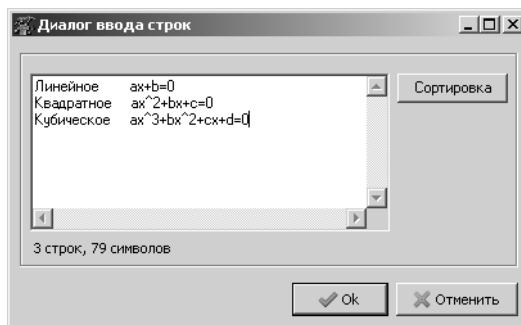 Диалог ввода строк
Линейное ax+b=0
Квадратное ax^2+bx+c=0
Кубическое ax^3+bx^2+cx+d=0
Сортировка
3 строк, 79 символов
Ok
Отменить